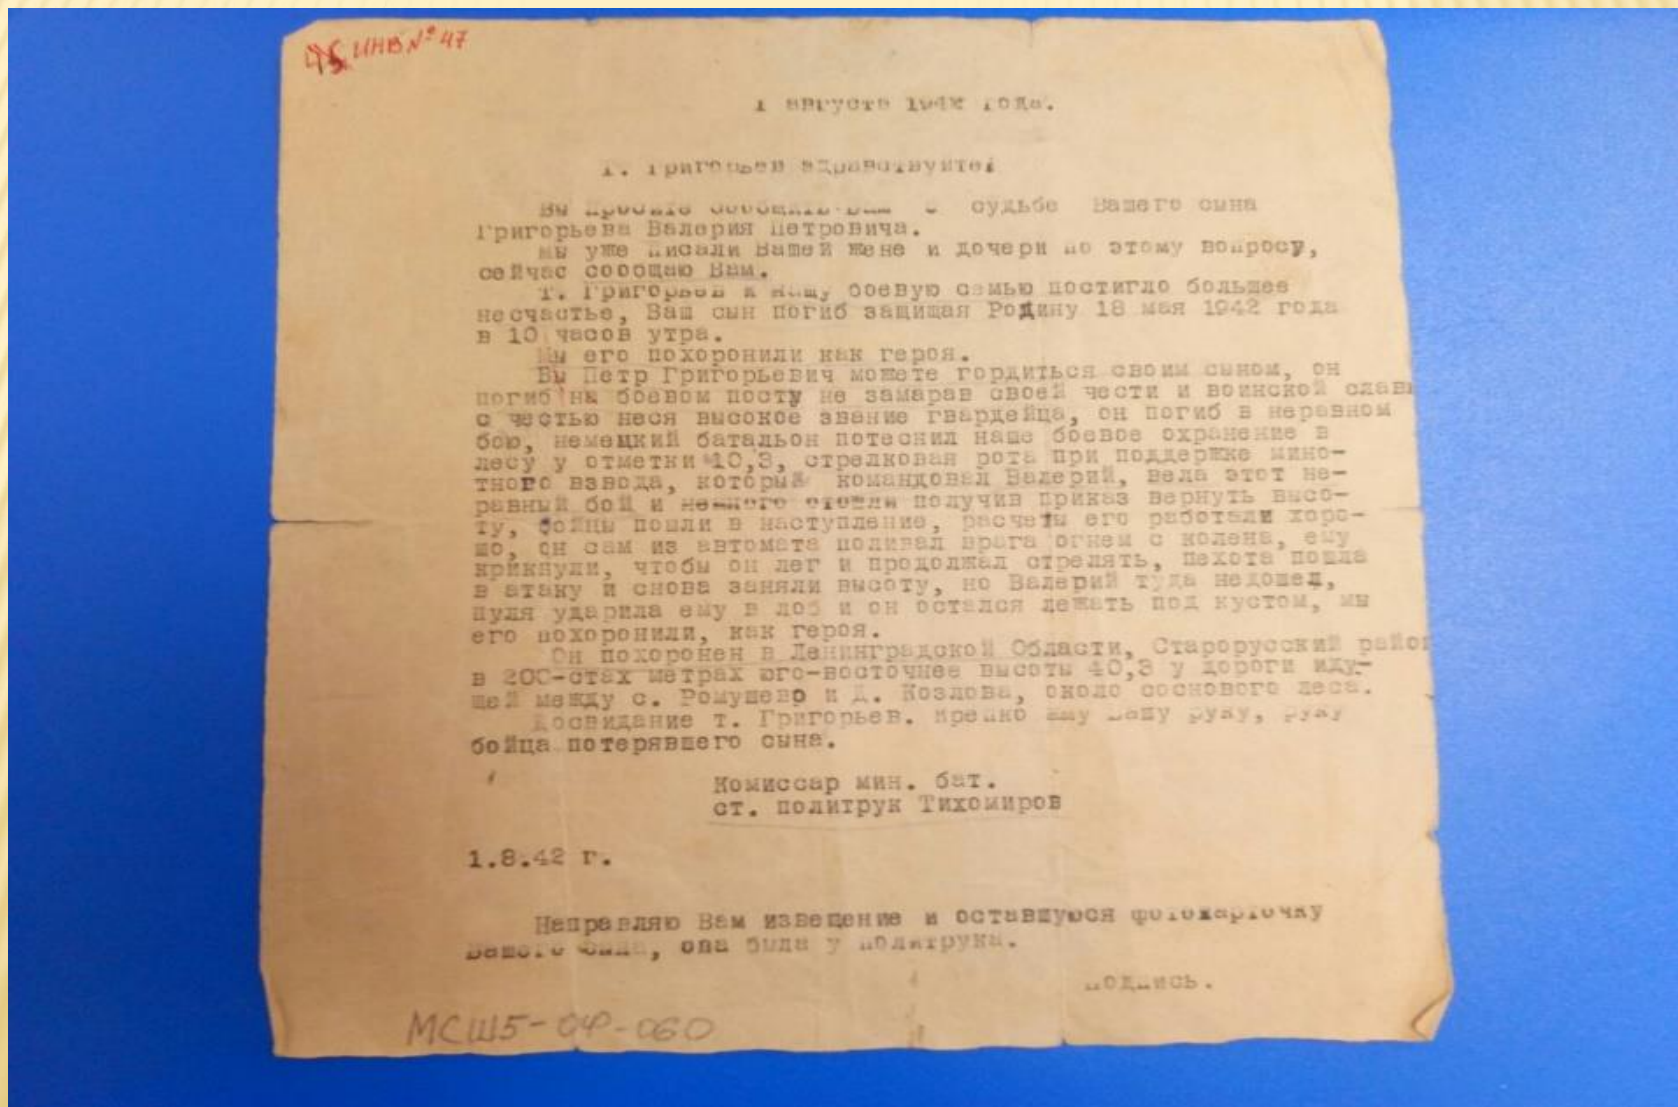 ИНВ № 47
1 августа 1942 года.
Т. Григорьев здравствуйте!
Вы просите сообщить Вам о судьбе Вашего сына
Григорьева Валерия Петровича.
Мы уже писали Вашей жене и дочери по этому вопросу,
сейчас сообщаю Вам.
Т. Григорьев и нашу боевую семью постигло большее
несчастье, Ваш сын погиб защищая Родину 18 мая 1942 года
в 10 часов утра.
Мы его похоронили как героя.
Вы Петр Григорьевич можете гордиться своим сыном, он
погиб на боевом посту не замарав своей чести и воинской славы
с честью неся высокое звание гвардейца, он погиб в неравном
бою, немецкий батальон потеснил наше боевое охранение в
лесу у отметки 40,3, стрелковая рота при поддержке мино-
тного взвода, который командовал Валерий, вела этот не-
равный бой и немного отошли получив приказ вернуть высо-
ту, бойцы пошли в наступление, расчеты его работали хоро-
шо, он сам из автомата поливал врага огнем с колена, ему
крикнули, чтобы он лег и продолжал стрелять, пехота пошла
в атаку и снова заняли высоту, но Валерий туда недошел,
пуля ударила ему в лоб и он остался лежать под кустом, мы
его похоронили, как героя.
Он похоронен в Ленинградской Области, Старорусский район
в 200-стах метрах юго-восточнее высоты 40,3 у дороги иду-
щей между с. Рамушево и д. Козлова, около соснового леса.
Досвидание т. Григорьев. Крепко жму Вашу руку, руку
бойца потерявшего сына.
Комиссар мин. бат.
ст. политрук Тихомиров
1.8.42 г.
Направляю Вам извещение и оставшуюся фотокарточку
Вашего сына, она была у политрука.
подпись.
МСШ5-ОФ-060